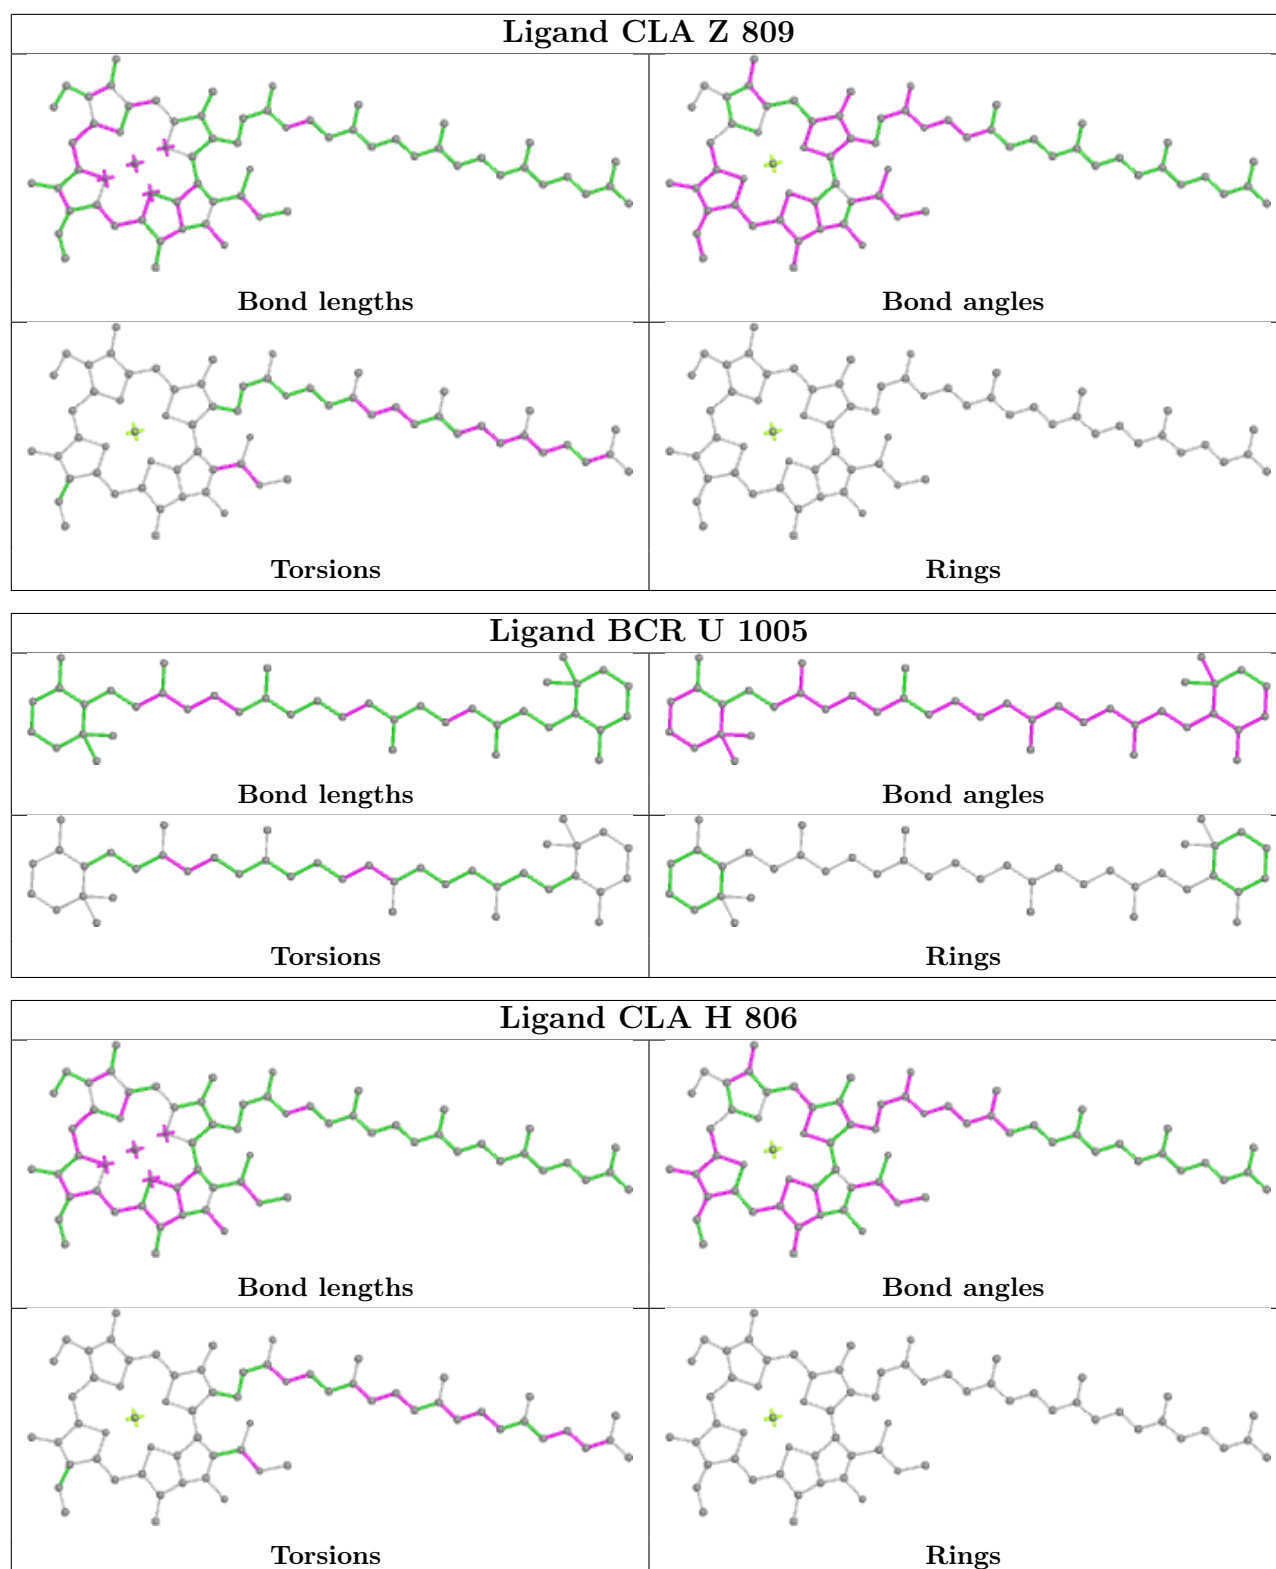 Ligand CLA Z 809
Bond lengths
Bond angles
Torsions
Rings
Ligand BCR U 1005
Bond lengths
Bond angles
Torsions
Rings
Ligand CLA H 806
Bond lengths
Bond angles
Torsions
Rings